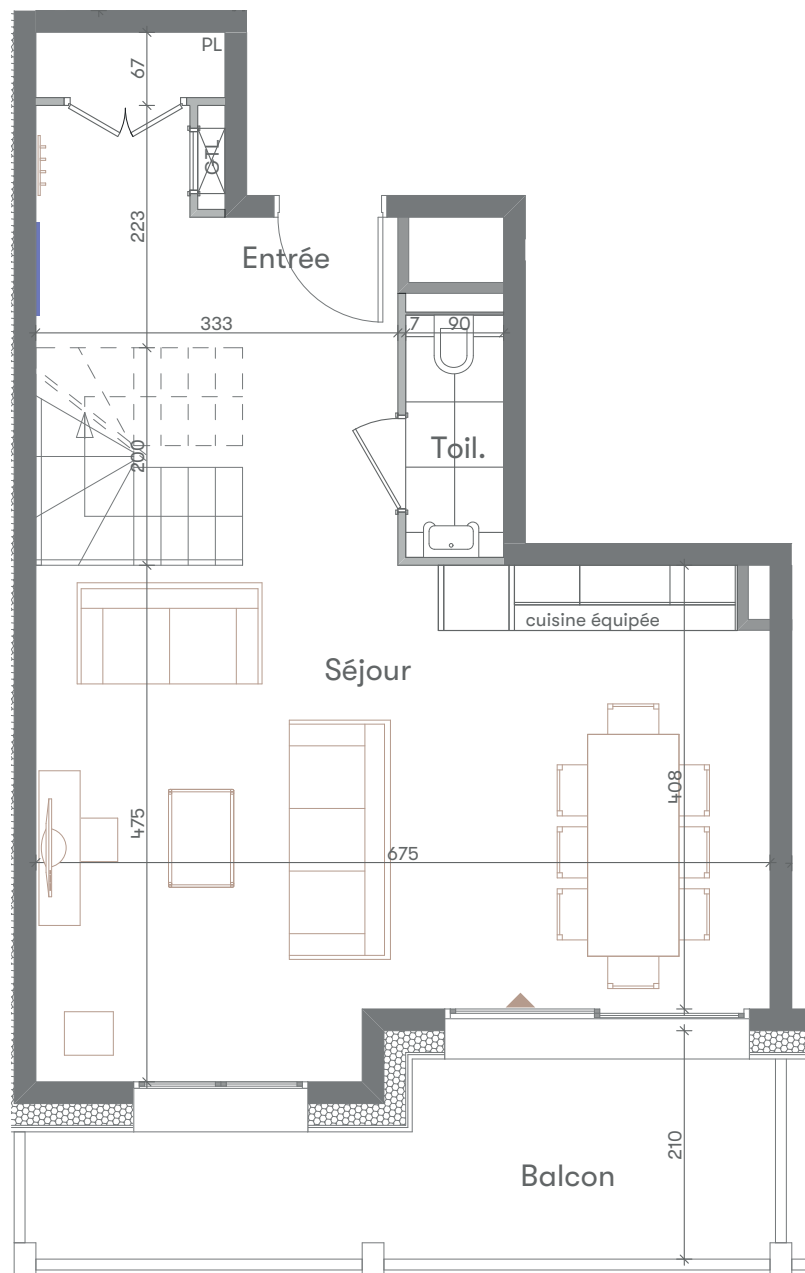 PL
67
GTL
223
Entrée
333
7
90
200
Toil.
cuisine équipée
Séjour
408
475
675
210
Balcon